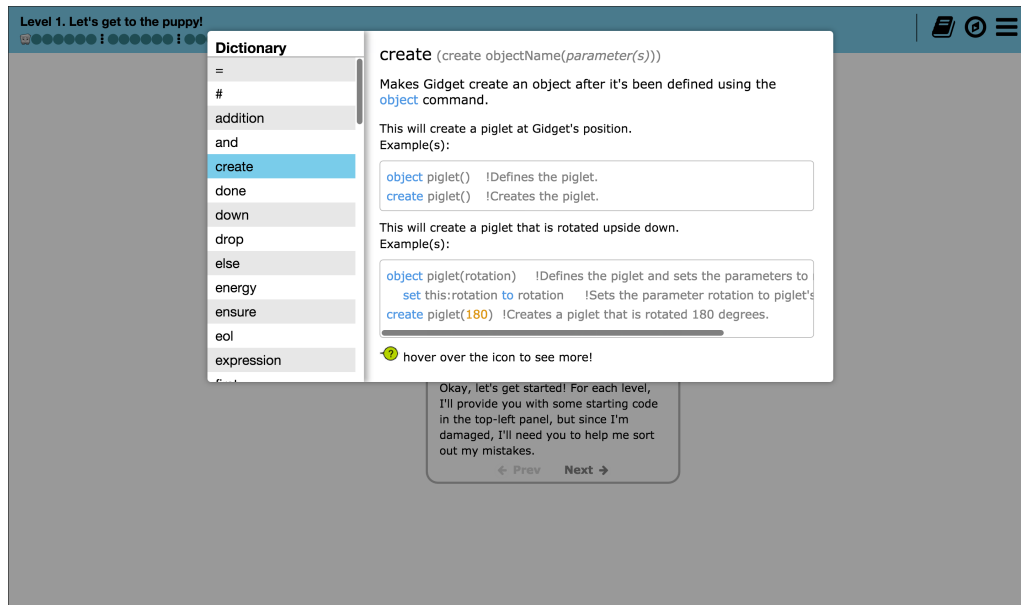 Level 1. Let's get to the puppy!
Dictionary
=
#
addition
and
create
done
down
drop
else
energy
ensure
eol
expression
create (create objectName(parameter(s)))
Makes Gidget create an object after it's been defined using the
object command.
This will create a piglet at Gidget's position.
Example(s):
object piglet() !Defines the piglet.
create piglet() !Creates the piglet.
This will create a piglet that is rotated upside down.
Example(s):
object piglet(rotation) !Defines the piglet and sets the parameters to
set this:rotation to rotation !Sets the parameter rotation to piglet's
create piglet(180) !Creates a piglet that is rotated 180 degrees.
? hover over the icon to see more!
Okay, let's get started! For each level,
I'll provide you with some starting code
in the top-left panel, but since I'm
damaged, I'll need you to help me sort
out my mistakes.
← Prev Next →